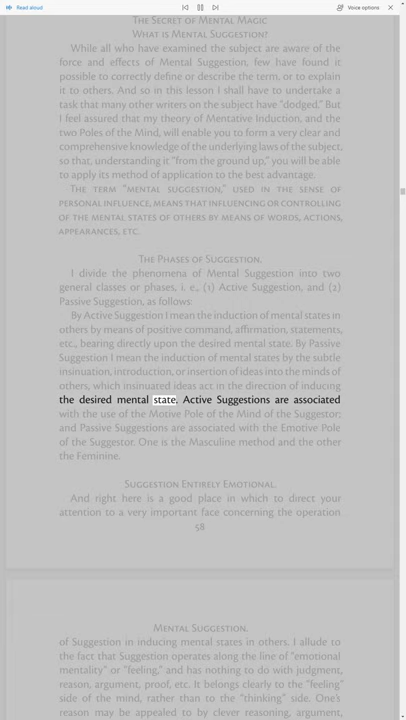 Read aloud
Voice options
THE SECRET OF MENTAL MAGIC
WHAT IS MENTAL SUGGESTION?
While all who have examined the subject are aware of the
force and effects of Mental Suggestion, few have found it
possible to correctly define or describe the term, or to explain
it to others. And so in this lesson I shall have to undertake a
task that many other writers on the subject have "dodged." But
I feel assured that my theory of Mentative Induction, and the
two Poles of the Mind, will enable you to form a very clear and
comprehensive knowledge of the underlying laws of the subject,
so that, understanding it "from the ground up," you will be able
to apply its method of application to the best advantage.
THE TERM "MENTAL SUGGESTION," USED IN THE SENSE OF
PERSONAL INFLUENCE, MEANS THAT INFLUENCING OR CONTROLLING
OF THE MENTAL STATES OF OTHERS BY MEANS OF WORDS, ACTIONS,
APPEARANCES, ETC.
THE PHASES OF SUGGESTION.
I divide the phenomena of Mental Suggestion into two
general classes or phases, i. e., (1) Active Suggestion, and (2)
Passive Suggestion, as follows:
By Active Suggestion I mean the induction of mental states in
others by means of positive command, affirmation, statements,
etc., bearing directly upon the desired mental state. By Passive
Suggestion I mean the induction of mental states by the subtle
insinuation, introduction, or insertion of ideas into the minds of
others, which insinuated ideas act in the direction of inducing
the desired mental state. Active Suggestions are associated
with the use of the Motive Pole of the Mind of the Suggestor;
and Passive Suggestions are associated with the Emotive Pole
of the Suggestor. One is the Masculine method and the other
the Feminine.
SUGGESTION ENTIRELY EMOTIONAL.
And right here is a good place in which to direct your
attention to a very important face concerning the operation
58
MENTAL SUGGESTION.
of Suggestion in inducing mental states in others. I allude to
the fact that Suggestion operates along the line of "emotional
mentality" or "feeling," and has nothing to do with judgment,
reason, argument, proof, etc. It belongs clearly to the "feeling"
side of the mind, rather than to the "thinking" side. One's
reason may be appealed to by clever reasoning, argument,